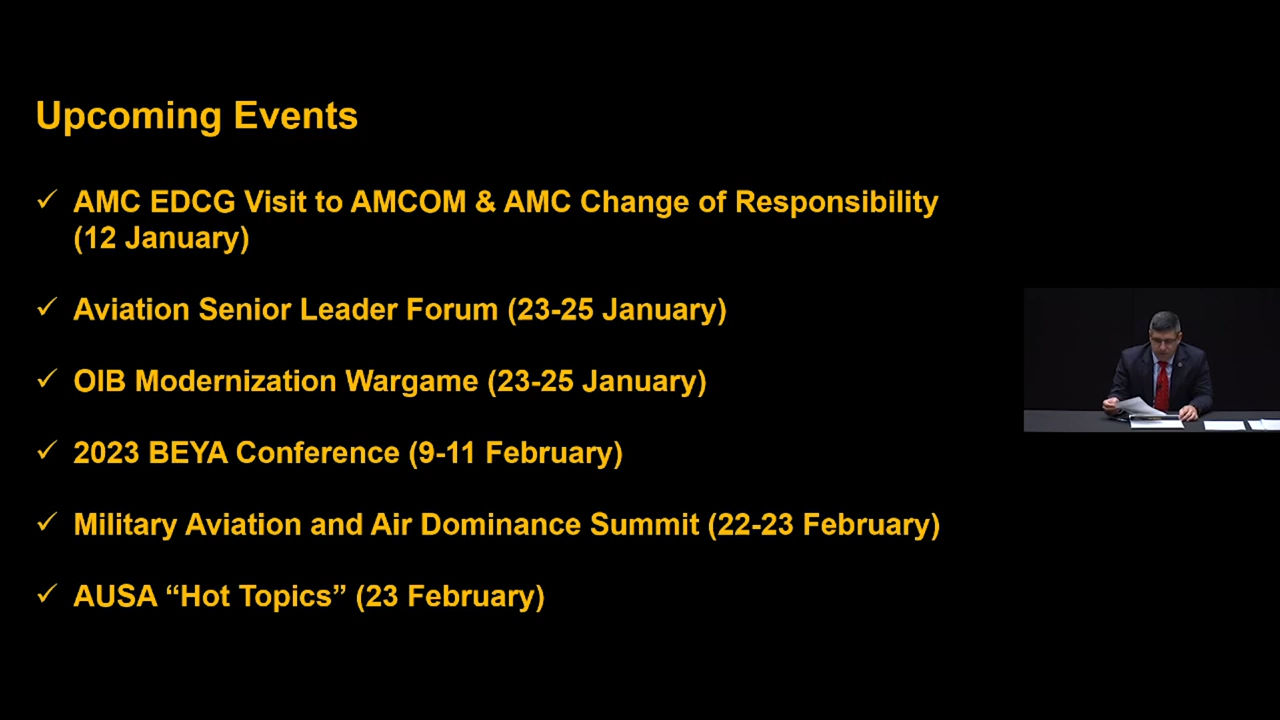 Upcoming Events
✓ AMC EDCG Visit to AMCOM & AMC Change of Responsibility
(12 January)
✓ Aviation Senior Leader Forum (23-25 January)
✓ OIB Modernization Wargame (23-25 January)
✓ 2023 BEYA Conference (9-11 February)
✓ Military Aviation and Air Dominance Summit (22-23 February)
✓ AUSA “Hot Topics” (23 February)